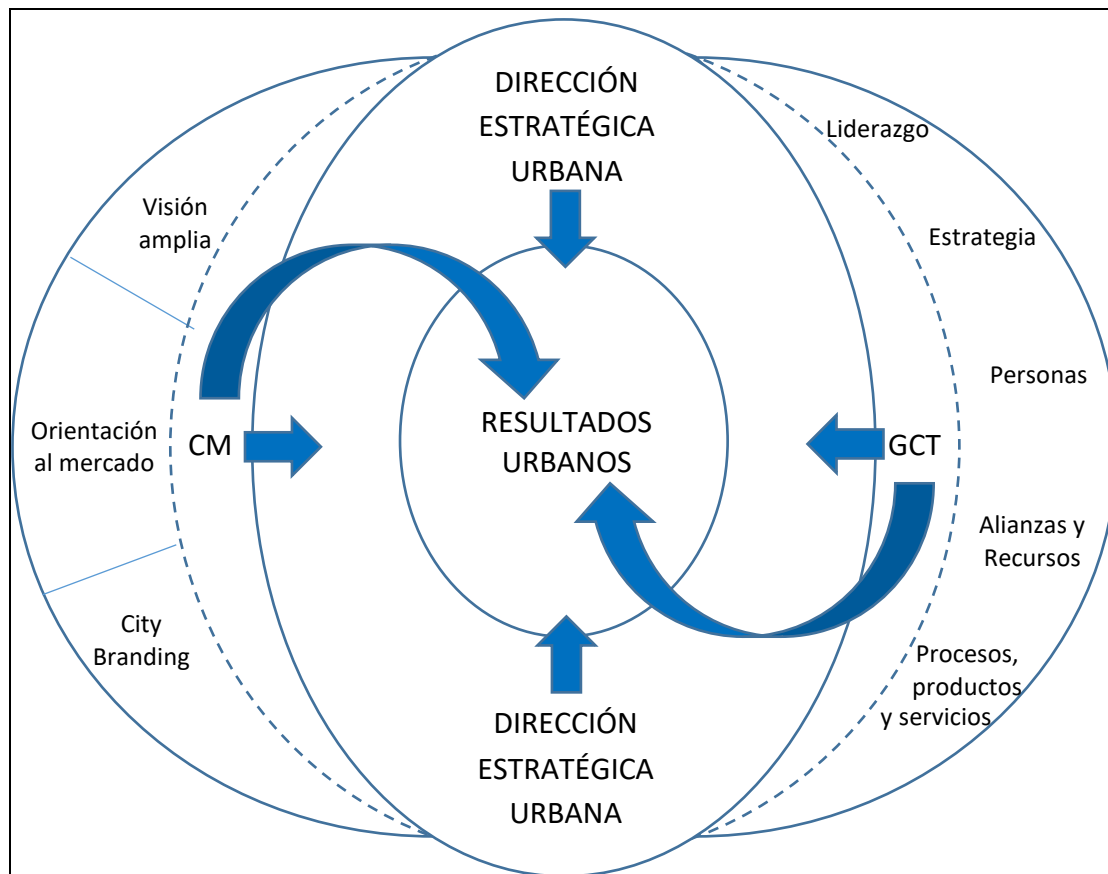 DIRECCIÓN
ESTRATÉGICA
URBANA
Visión
amplia
Orientación
al mercado
City
Branding
CM
RESULTADOS
URBANOS
GCT
Liderazgo
Estrategia
Personas
Alianzas y
Recursos
Procesos,
productos
y servicios
DIRECCIÓN
ESTRATÉGICA
URBANA